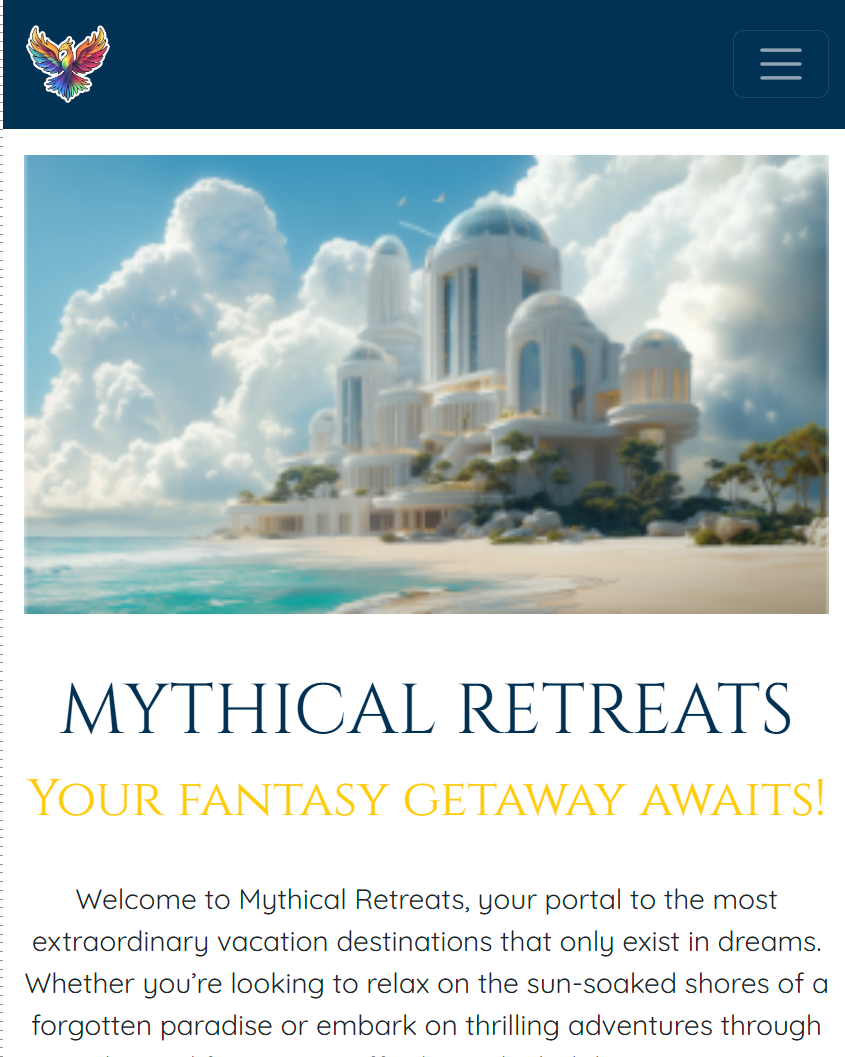 MYTHICAL RETREATS
Your fantasy getaway awaits!
Welcome to Mythical Retreats, your portal to the most
extraordinary vacation destinations that only exist in dreams.
Whether you’re looking to relax on the sun-soaked shores of a
forgotten paradise or embark on thrilling adventures through